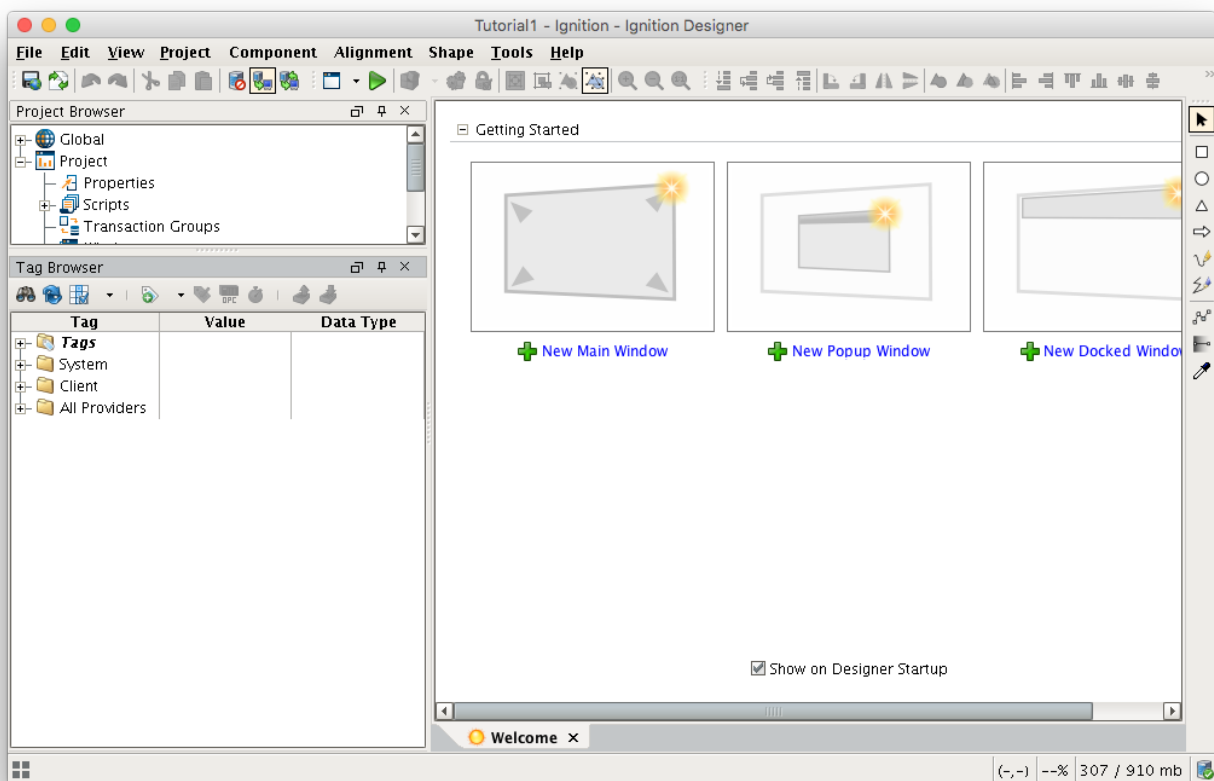 Tutorial1 - Ignition - Ignition Designer
File Edit View Project Component Alignment Shape Tools Help
Project Browser
Global
Project
Properties
Scripts
Transaction Groups
Tag Browser
OPC
Tag Value Data Type
Tags
System
Client
All Providers
Getting Started
New Main Window
New Popup Window
New Docked Window
Show on Designer Startup
Welcome
(-,-) --% 307 / 910 mb